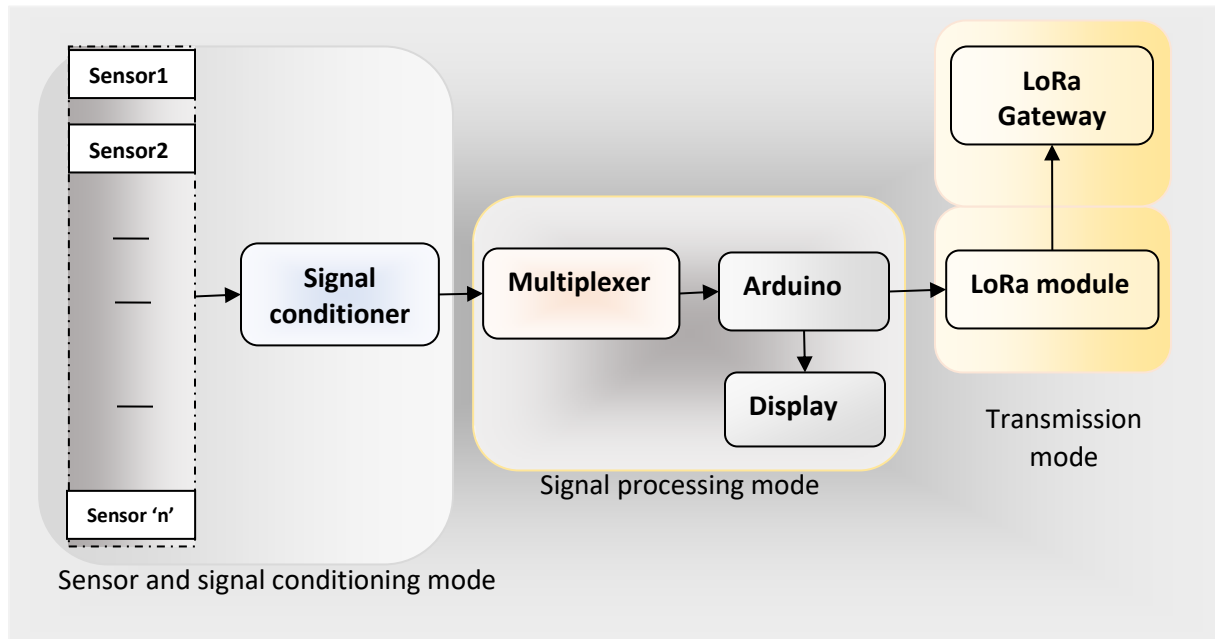 Sensor1
Sensor2
Sensor ‘n’
Signal
conditioner
Sensor and signal conditioning mode
Multiplexer
Arduino
Display
Signal processing mode
LoRa
Gateway
LoRa module
Transmission
mode